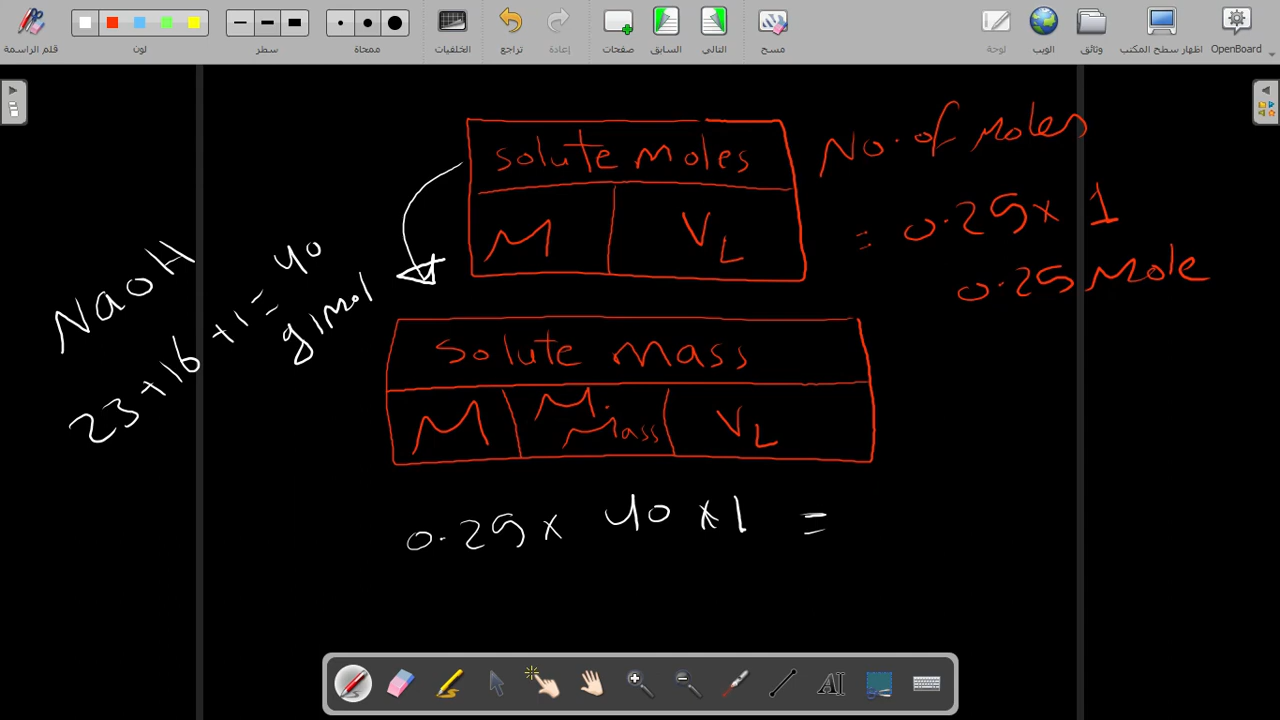 قلم الراسمة
لون
سطر
ممحاة
الخلفيات
تراجع
إعادة
صفحات
السابق
التالي
مسح
لوحة
الويب
وثائق
اظهار سطح المكتب
OpenBoard
solute moles
M VL
No. of moles
= 0.25 x 1
0.25 Mole
NaOH
23+16+1=40
g/mol
solute mass
M M. Mass VL
0.25 x 40 x 1 =